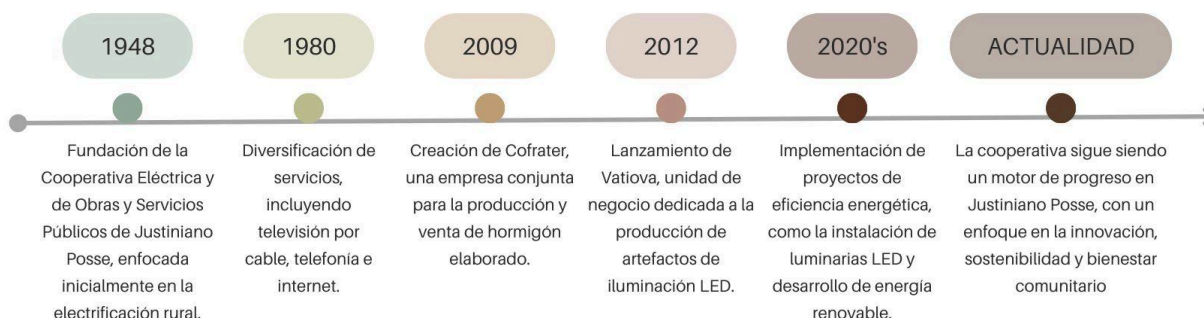 1948
Fundación de la
Cooperativa Eléctrica y
de Obras y Servicios
Públicos de Justiniano
Posse, enfocada
inicialmente en la
electrificación rural.
1980
Diversificación de
servicios,
incluyendo
televisión por
cable, telefonía e
internet.
2009
Creación de Cofrater,
una empresa conjunta
para la producción y
venta de hormigón
elaborado.
2012
Lanzamiento de
Vatiova, unidad de
negocio dedicada a la
producción de
artefactos de
iluminación LED.
2020's
Implementación de
proyectos de
eficiencia energética,
como la instalación de
luminarias LED y
desarrollo de energía
renovable.
ACTUALIDAD
La cooperativa sigue siendo
un motor de progreso en
Justiniano Posse, con un
enfoque en la innovación,
sostenibilidad y bienestar
comunitario